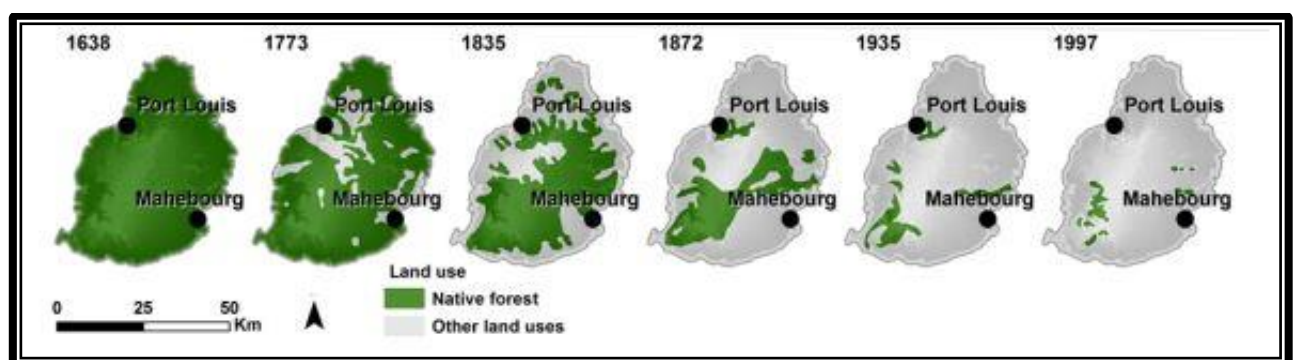 1638 1773 1835 1872 1935 1997
Port Louis Port Louis Port Louis Port Louis Port Louis Port Louis
Mahebourg Mahebourg Mahebourg Mahebourg Mahebourg Mahebourg
Land use
Native forest
Other land uses
0 25 50
Km